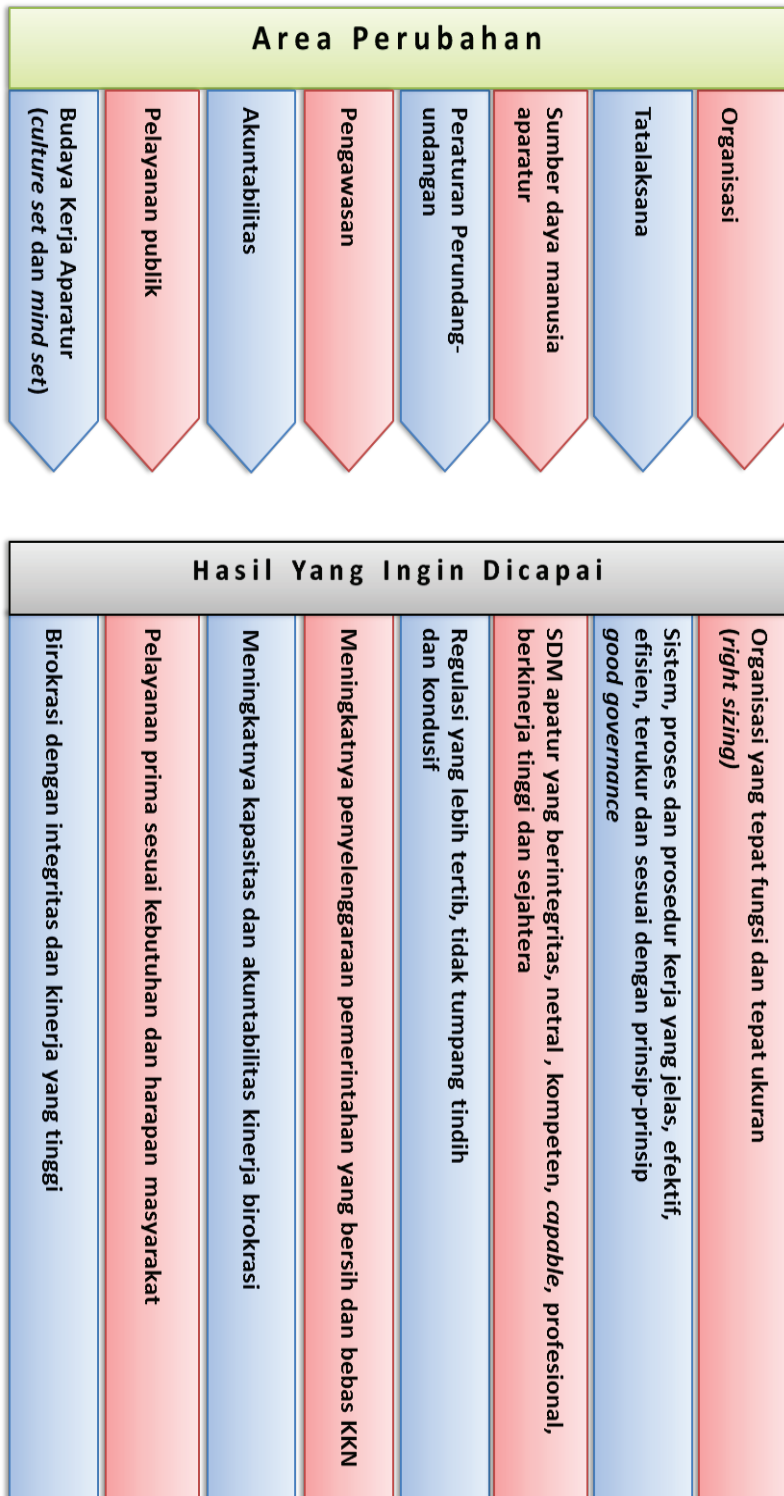 Area Perubahan
Organisasi
Tatalaksana
Sumber daya manusia
aparatur
Peraturan Perundang-
undangan
Pengawasan
Akuntabilitas
Pelayanan publik
Budaya Kerja Aparatur
(culture set dan mind set)
Hasil Yang Ingin Dicapai
Organisasi yang tepat fungsi dan tepat ukuran
(right sizing)
Sistem, proses dan prosedur kerja yang jelas, efektif,
efisien, terukur dan sesuai dengan prinsip-prinsip
good governance
SDM apatur yang berintegritas, netral , kompeten, capable, profesional,
berkinerja tinggi dan sejahtera
Regulasi yang lebih tertib, tidak tumpang tindih
dan kondusif
Meningkatnya penyelenggaraan pemerintahan yang bersih dan bebas KKN
Meningkatnya kapasitas dan akuntabilitas kinerja birokrasi
Pelayanan prima sesuai kebutuhan dan harapan masyarakat
Birokrasi dengan integritas dan kinerja yang tinggi